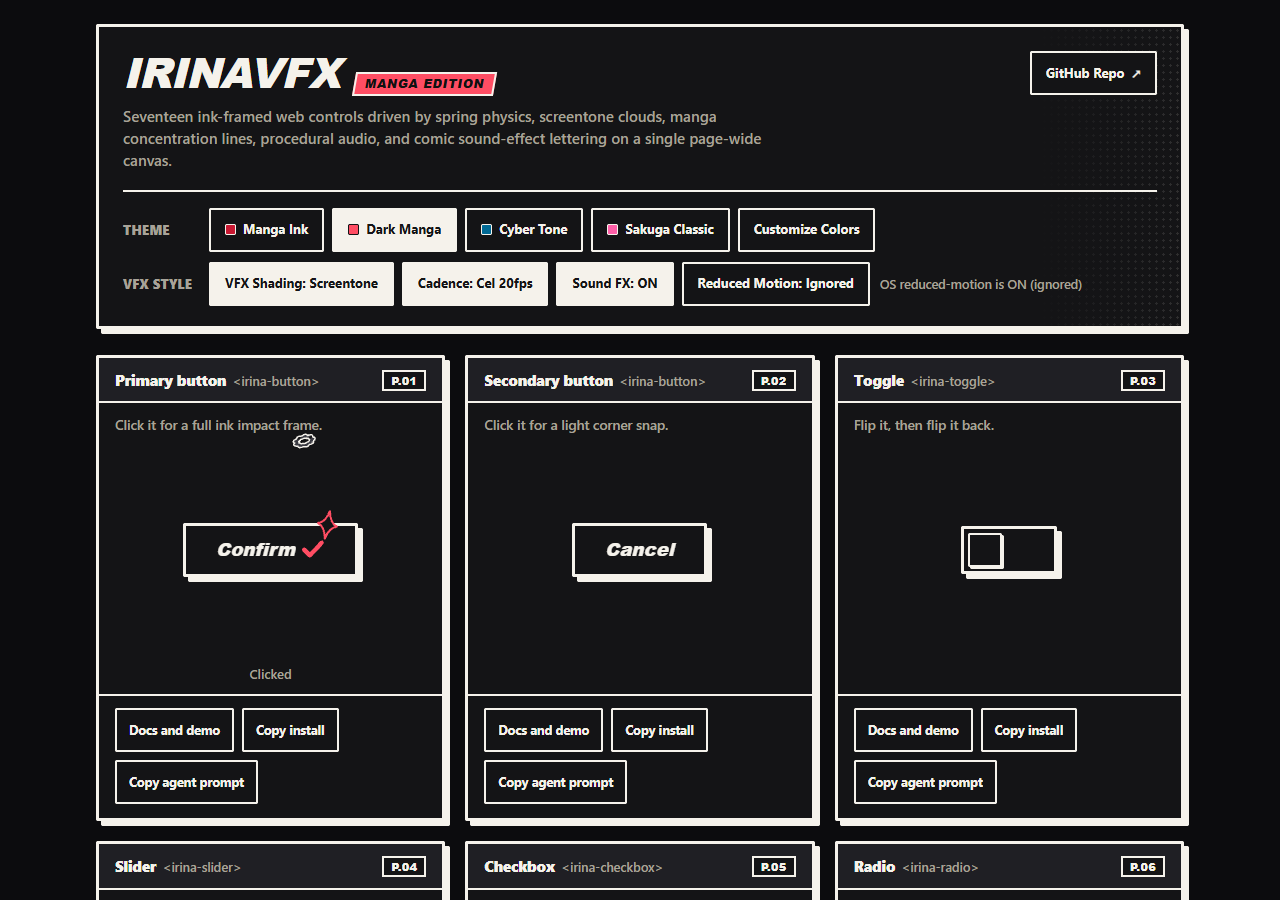 IRINAVFX MANGA EDITION
GitHub Repo ↗
Seventeen ink-framed web controls driven by spring physics, screentone clouds, manga
concentration lines, procedural audio, and comic sound-effect lettering on a single page-wide
canvas.
THEME Manga Ink Dark Manga Cyber Tone Sakuga Classic Customize Colors
VFX STYLE VFX Shading: Screentone Cadence: Cel 20fps Sound FX: ON Reduced Motion: Ignored OS reduced-motion is ON (ignored)
Primary button <irina-button> P.01
Click it for a full ink impact frame.
Confirm
Clicked
Docs and demo Copy install
Copy agent prompt
Secondary button <irina-button> P.02
Click it for a light corner snap.
Cancel
Docs and demo Copy install
Copy agent prompt
Toggle <irina-toggle> P.03
Flip it, then flip it back.
Docs and demo Copy install
Copy agent prompt
Slider <irina-slider> P.04
Checkbox <irina-checkbox> P.05
Radio <irina-radio> P.06